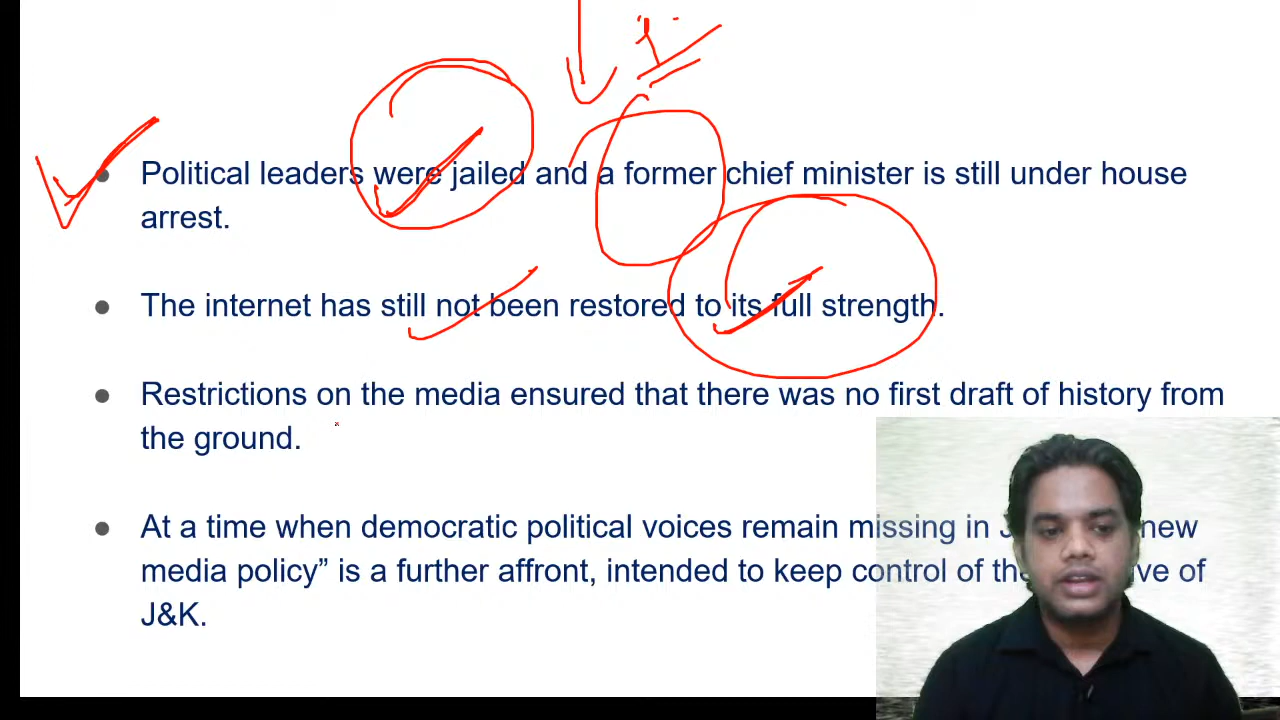 Political leaders were jailed and a former chief minister is still under house
arrest.
The internet has still not been restored to its full strength.
Restrictions on the media ensured that there was no first draft of history from
the ground.
At a time when democratic political voices remain missing in new
media policy” is a further affront, intended to keep control of of
J&K.